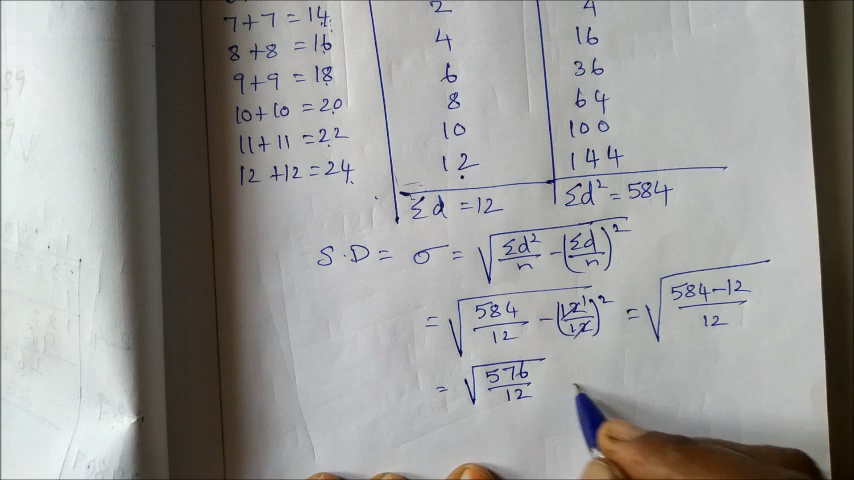 7+7=14 2 4
8+8=16 4 16
9+9=18 6 36
10+10=20 8 64
11+11=22 10 100
12+12=24 12 144
Σd=12 Σd²=584
S.D = σ = √(Σd²/n - (Σd/n)²)
= √(584/12 - (12/12)²) = √((584-12)/12)
= √(576/12)